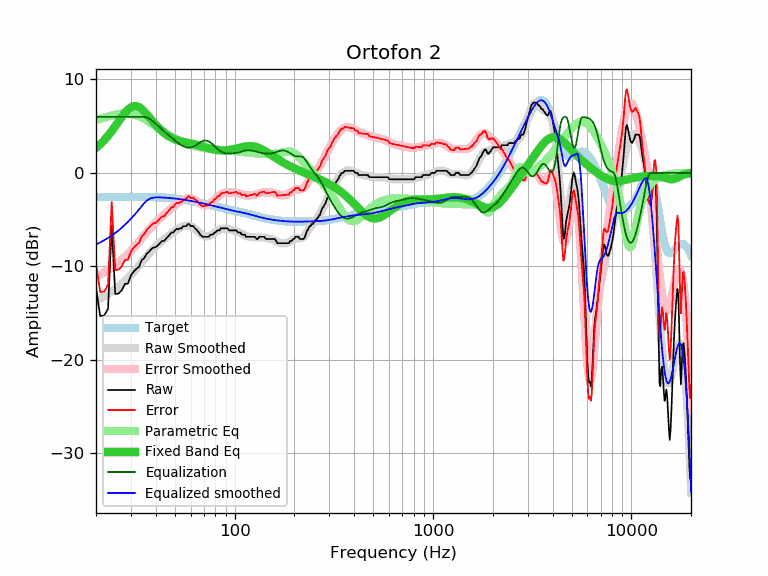 Ortofon 2
10
0
−10
−20
−30
Amplitude (dBr)
Target
Raw Smoothed
Error Smoothed
Raw
Error
Parametric Eq
Fixed Band Eq
Equalization
Equalized smoothed
100
1000
10000
Frequency (Hz)